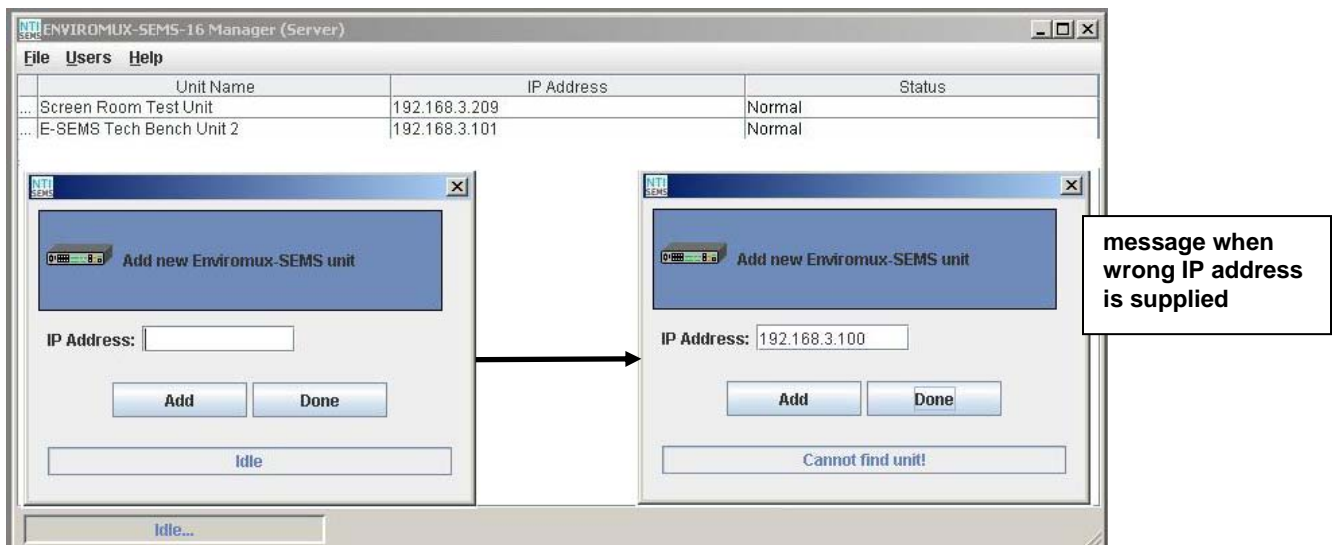 NTI
SEMS
ENVIROMUX-SEMS-16 Manager (Server)
File Users Help
Unit Name IP Address Status
... Screen Room Test Unit 192.168.3.209 Normal
... E-SEMS Tech Bench Unit 2 192.168.3.101 Normal
NTI
SEMS
Add new Enviromux-SEMS unit
IP Address:
Add Done
Idle
NTI
SEMS
Add new Enviromux-SEMS unit
IP Address: 192.168.3.100
Add Done
Cannot find unit!
message when
wrong IP address
is supplied
Idle...